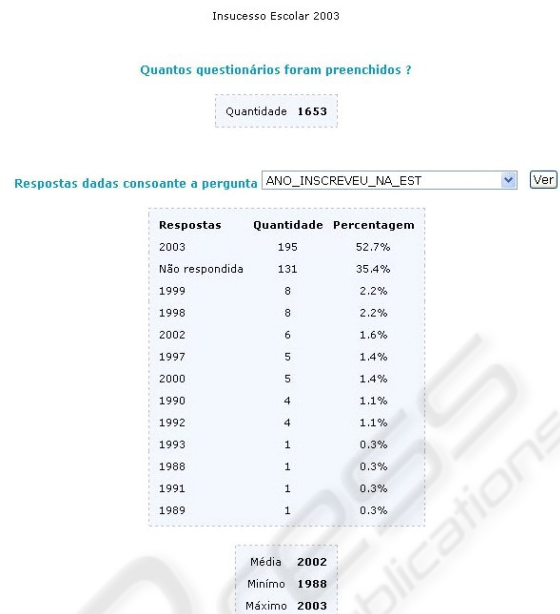 Insucesso Escolar 2003
Quantos questionários foram preenchidos ?
Quantidade 1653
Respostas dadas consoante a pergunta ANO_INSCREVEU_NA_EST Ver
Respostas Quantidade Percentagem
2003 195 52.7%
Não respondida 131 35.4%
1999 8 2.2%
1998 8 2.2%
2002 6 1.6%
1997 5 1.4%
2000 5 1.4%
1990 4 1.1%
1992 4 1.1%
1993 1 0.3%
1988 1 0.3%
1991 1 0.3%
1989 1 0.3%
Média 2002
Minímo 1988
Máximo 2003